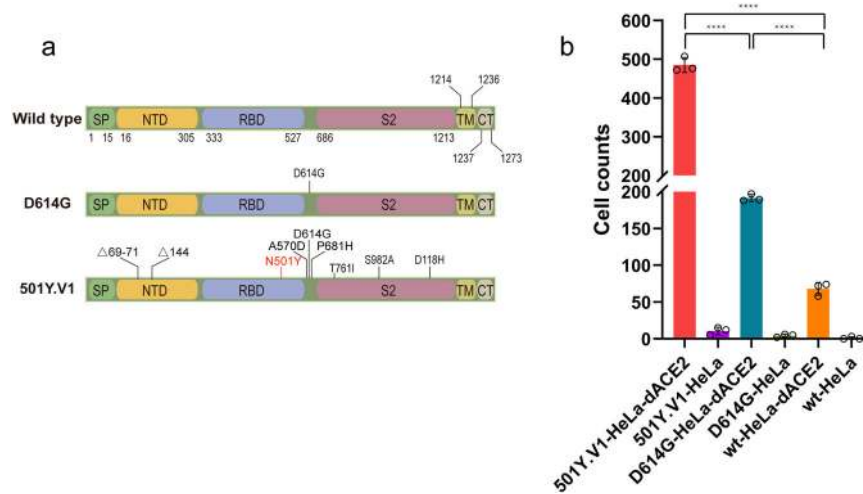 a
1214 1236
Wild type SP NTD RBD S2 TM CT
1 15 16 305 333 527 686 1213
1237 1273
D614G
D614G SP NTD RBD S2 TM CT
D614G
△69-71 △144 A570D P681H
N501Y T761I S982A D118H
501Y.V1 SP NTD RBD S2 TM CT
b
****
**** ****
Cell counts
600
500
400
300
200
200
150
100
50
0
501Y.V1-HeLa-dACE2
501Y.V1-HeLa
D614G-HeLa-dACE2
D614G-HeLa
wt-HeLa-dACE2
wt-HeLa